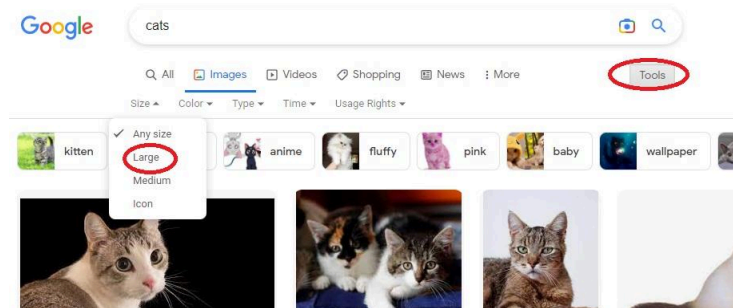 Google cats
All Images Videos Shopping News More Tools
Size Color Type Time Usage Rights
Any size
Large
Medium
Icon
kitten anime fluffy pink baby wallpaper